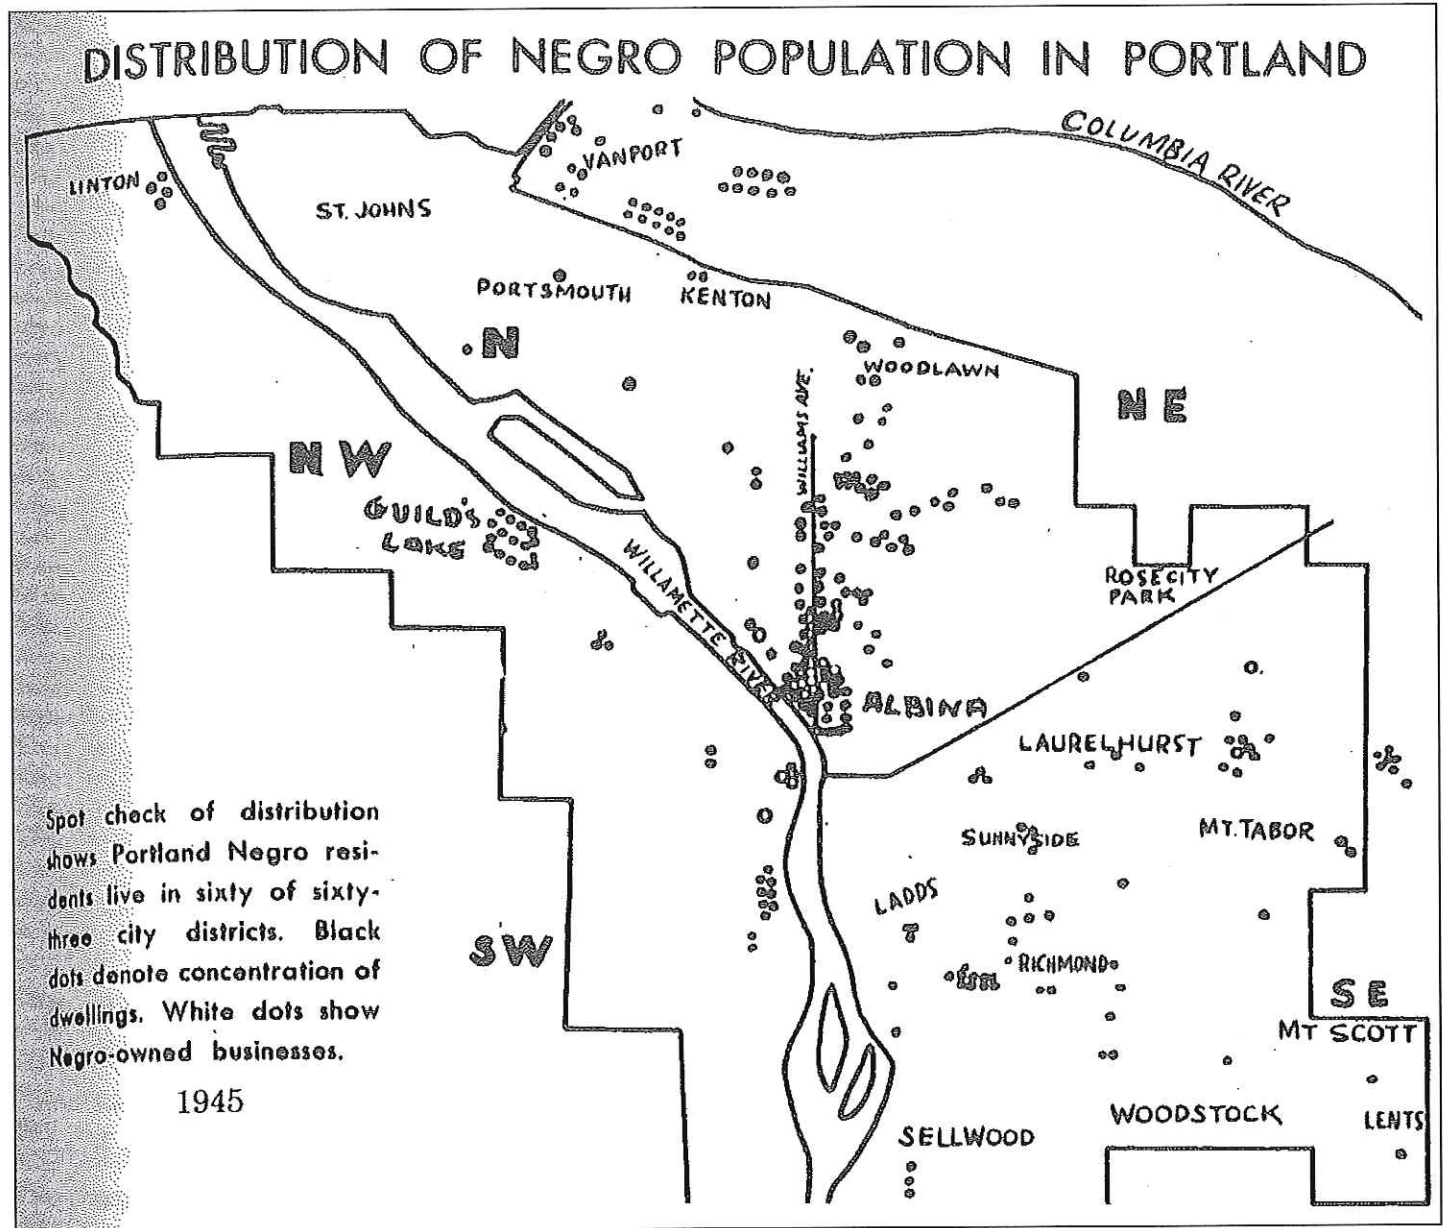 DISTRIBUTION OF NEGRO POPULATION IN PORTLAND
COLUMBIA RIVER
VANPORT
LINTON
ST. JOHNS
PORTSMOUTH
KENTON
N
WOODLAWN
WILLIAMS AVE.
NE
NW
GUILD'S
LAKE
WILLAMETTE RIVER
ROSE CITY
PARK
ALBINA
LAURELHURST
SUNNYSIDE
MT. TABOR
LADDS
SW
RICHMOND
SE
MT SCOTT
WOODSTOCK
LENTS
SELLWOOD
Spot check of distribution
shows Portland Negro resi-
dents live in sixty of sixty-
three city districts. Black
dots denote concentration of
dwellings. White dots show
Negro-owned businesses.
1945